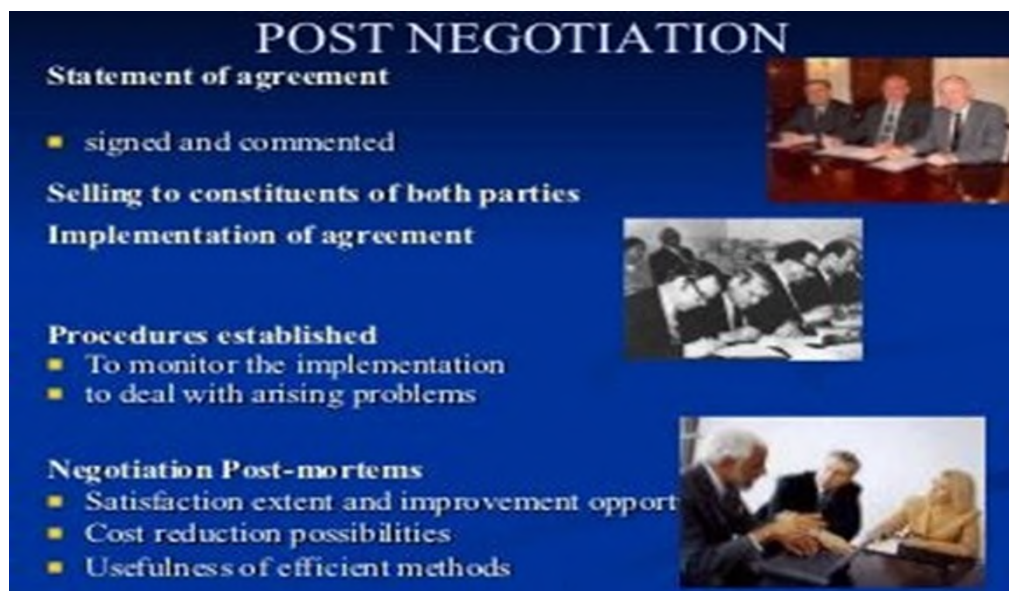 POST NEGOTIATION
Statement of agreement
signed and commented
Selling to constituents of both parties
Implementation of agreement
Procedures established
To monitor the implementation
to deal with arising problems
Negotiation Post-mortems
Satisfaction extent and improvement opport
Cost reduction possibilities
Usefulness of efficient methods